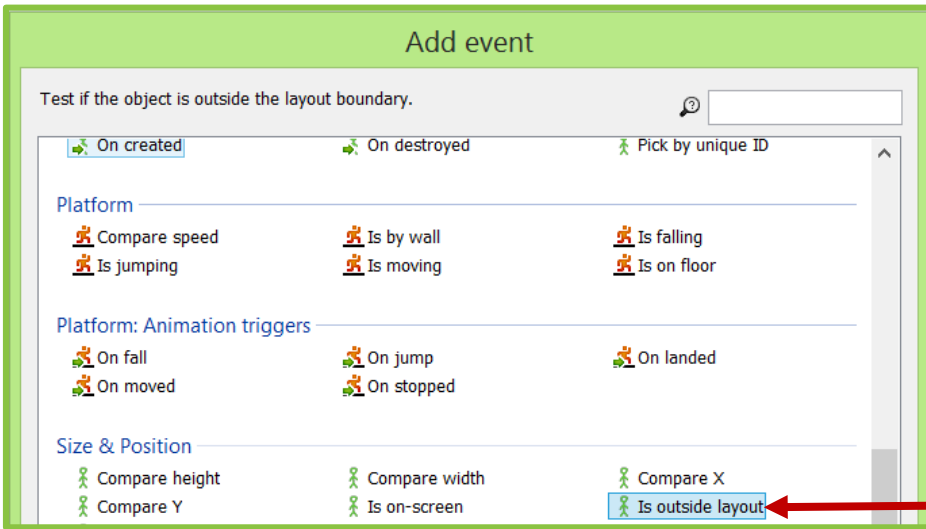 Add event
Test if the object is outside the layout boundary.
On created On destroyed Pick by unique ID
Platform
Compare speed Is by wall Is falling
Is jumping Is moving Is on floor
Platform: Animation triggers
On fall On jump On landed
On moved On stopped
Size & Position
Compare height Compare width Compare X
Compare Y Is on-screen Is outside layout